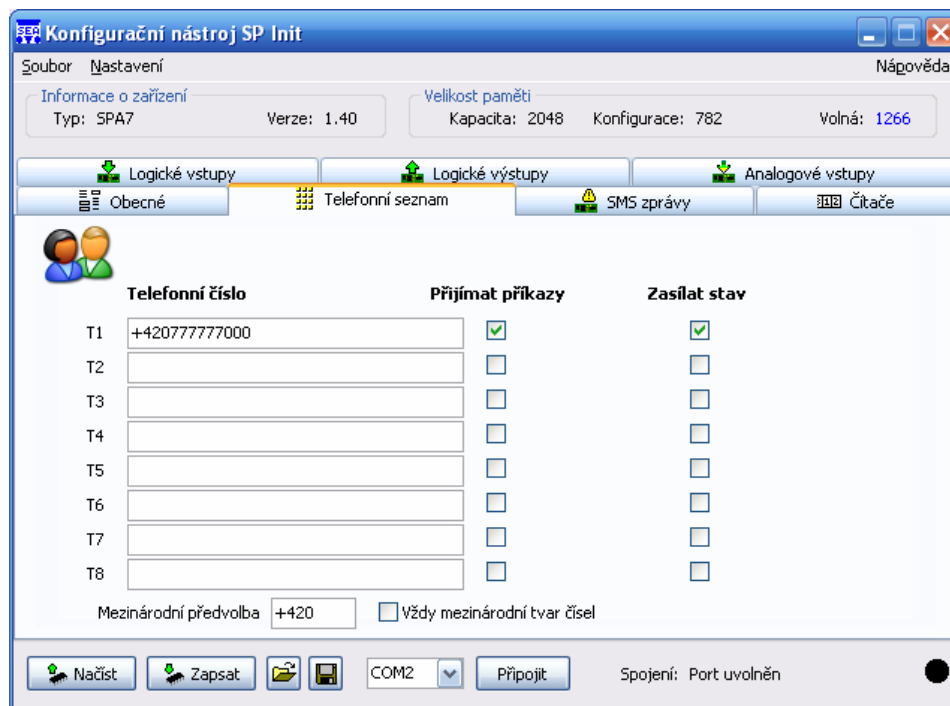 SEA Konfigurační nástroj SP Init
Soubor Nastavení Nápověda
Informace o zařízení Velikost paměti
Typ: SPA7 Verze: 1.40 Kapacita: 2048 Konfigurace: 782 Volná: 1266
Logické vstupy Logické výstupy Analogové vstupy
Obecné Telefonní seznam SMS zprávy Čítače
Telefonní číslo Přijímat příkazy Zasílat stav
T1 +420777777000
T2
T3
T4
T5
T6
T7
T8
Mezinárodní předvolba +420 Vždy mezinárodní tvar čísel
Načíst Zapsat COM2 Připojit Spojení: Port uvolněn